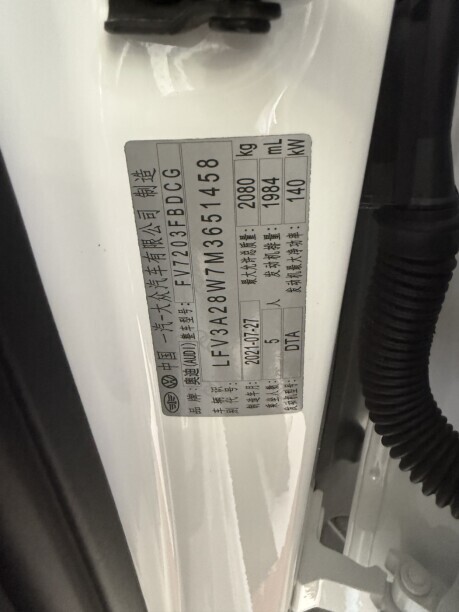 中国 一汽-大众汽车有限公司 制造
品牌：奥迪(AUDI) 整车型号：FV7203FBDCG
车辆识别代号：LFV3A28W7M3651458
制造年月：2021-07-27 最大允许总质量：2080 kg
乘坐人数：5 人 发动机排量：1984 mL
发动机型号：DTA 发动机最大净功率：140 kW